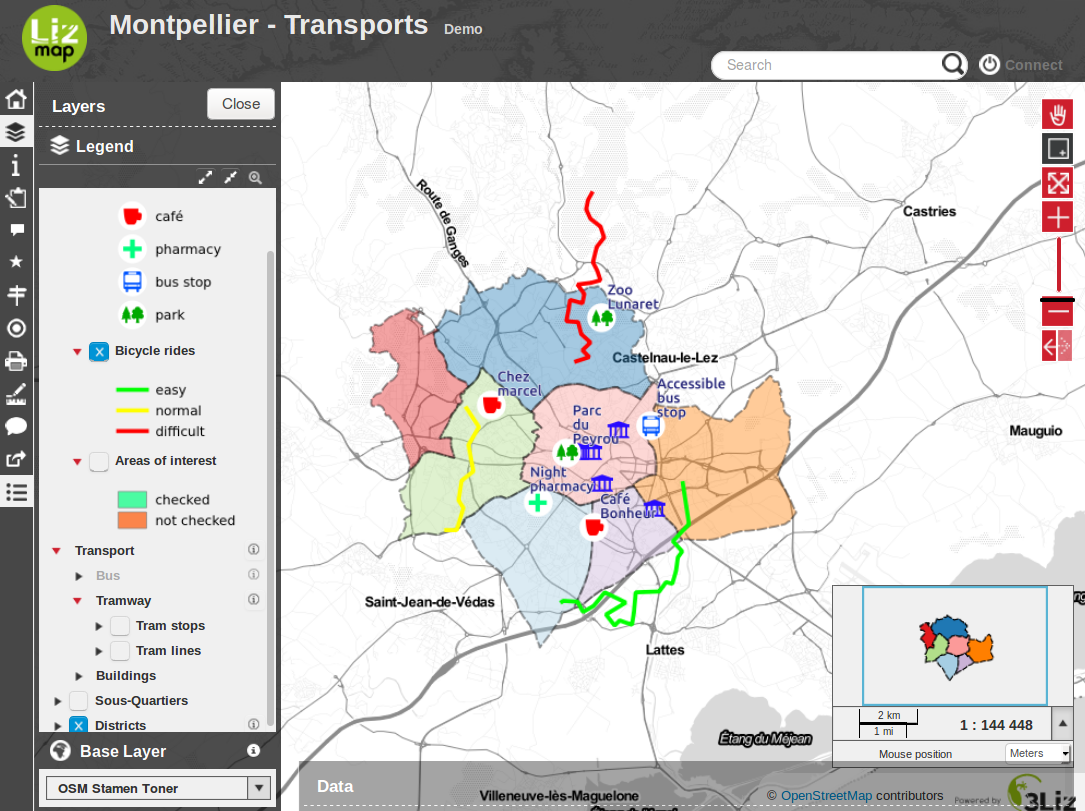 Liz
map
Montpellier - Transports Demo
Search
Connect
Layers
Close
Legend
café
pharmacy
bus stop
park
Bicycle rides
easy
normal
difficult
Areas of interest
checked
not checked
Transport
Bus
Tramway
Tram stops
Tram lines
Buildings
Sous-Quartiers
Districts
Base Layer
OSM Stamen Toner
Route de Ganges
Castries
Zoo
Lunaret
Castelnau-le-Lez
Chez
marcel
Accessible
bus
stop
Parc
du
Peyrou
Mauguio
Night
pharmacy
Café
Bonheur
Saint-Jean-de-Védas
Lattes
Étang du Méjean
Villeneuve-lès-Maguelone
2 km
1 mi
1 : 144 448
Mouse position
Meters
Data
© OpenStreetMap contributors
Powered by
3Liz